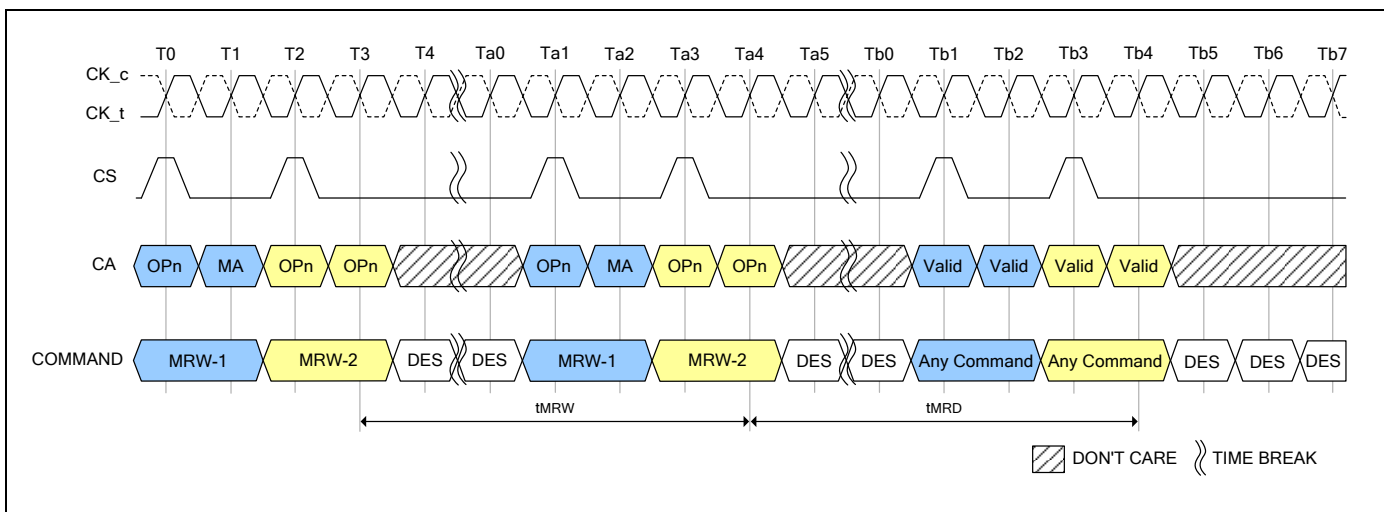 T0 T1 T2 T3 T4 Ta0 Ta1 Ta2 Ta3 Ta4 Ta5 Tb0 Tb1 Tb2 Tb3 Tb4 Tb5 Tb6 Tb7
CK_c
CK_t
CS
CA OPn MA OPn OPn OPn MA OPn OPn Valid Valid Valid Valid
COMMAND MRW-1 MRW-2 DES DES MRW-1 MRW-2 DES DES Any Command Any Command DES DES DES
tMRW tMRD
DON'T CARE TIME BREAK